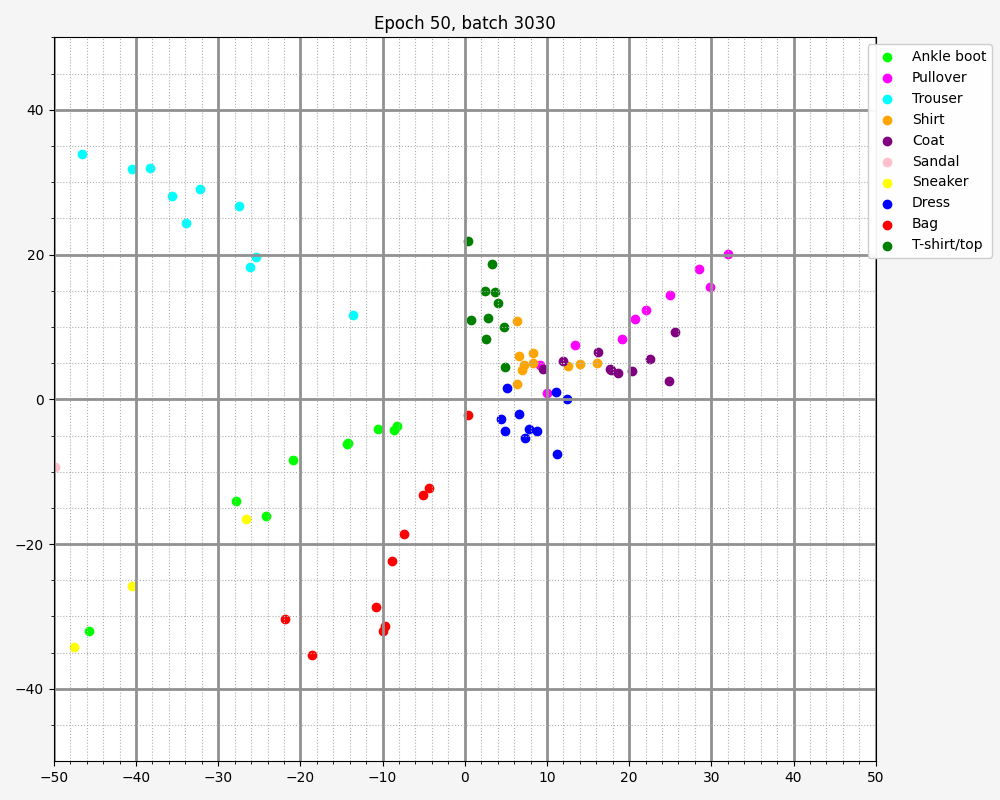 Epoch 50, batch 3030
Ankle boot
Pullover
Trouser
Shirt
Coat
Sandal
Sneaker
Dress
Bag
T-shirt/top
40
20
0
−20
−40
−50 −40 −30 −20 −10 0 10 20 30 40 50